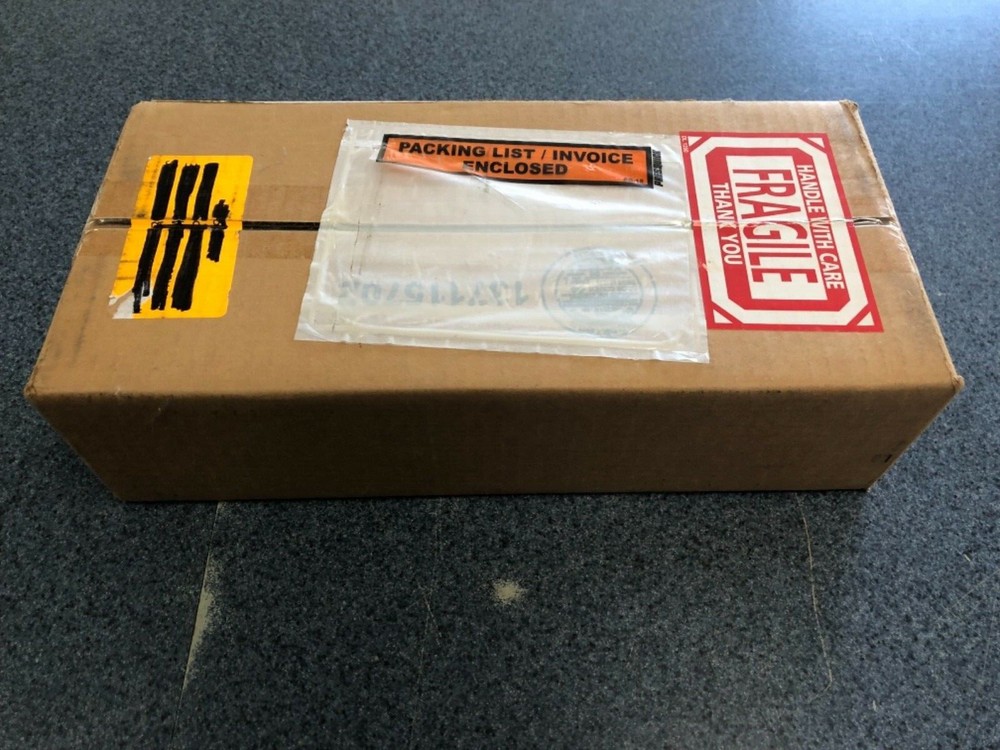 PACKING LIST / INVOICE
ENCLOSED
HANDLE WITH CARE
FRAGILE
THANK YOU